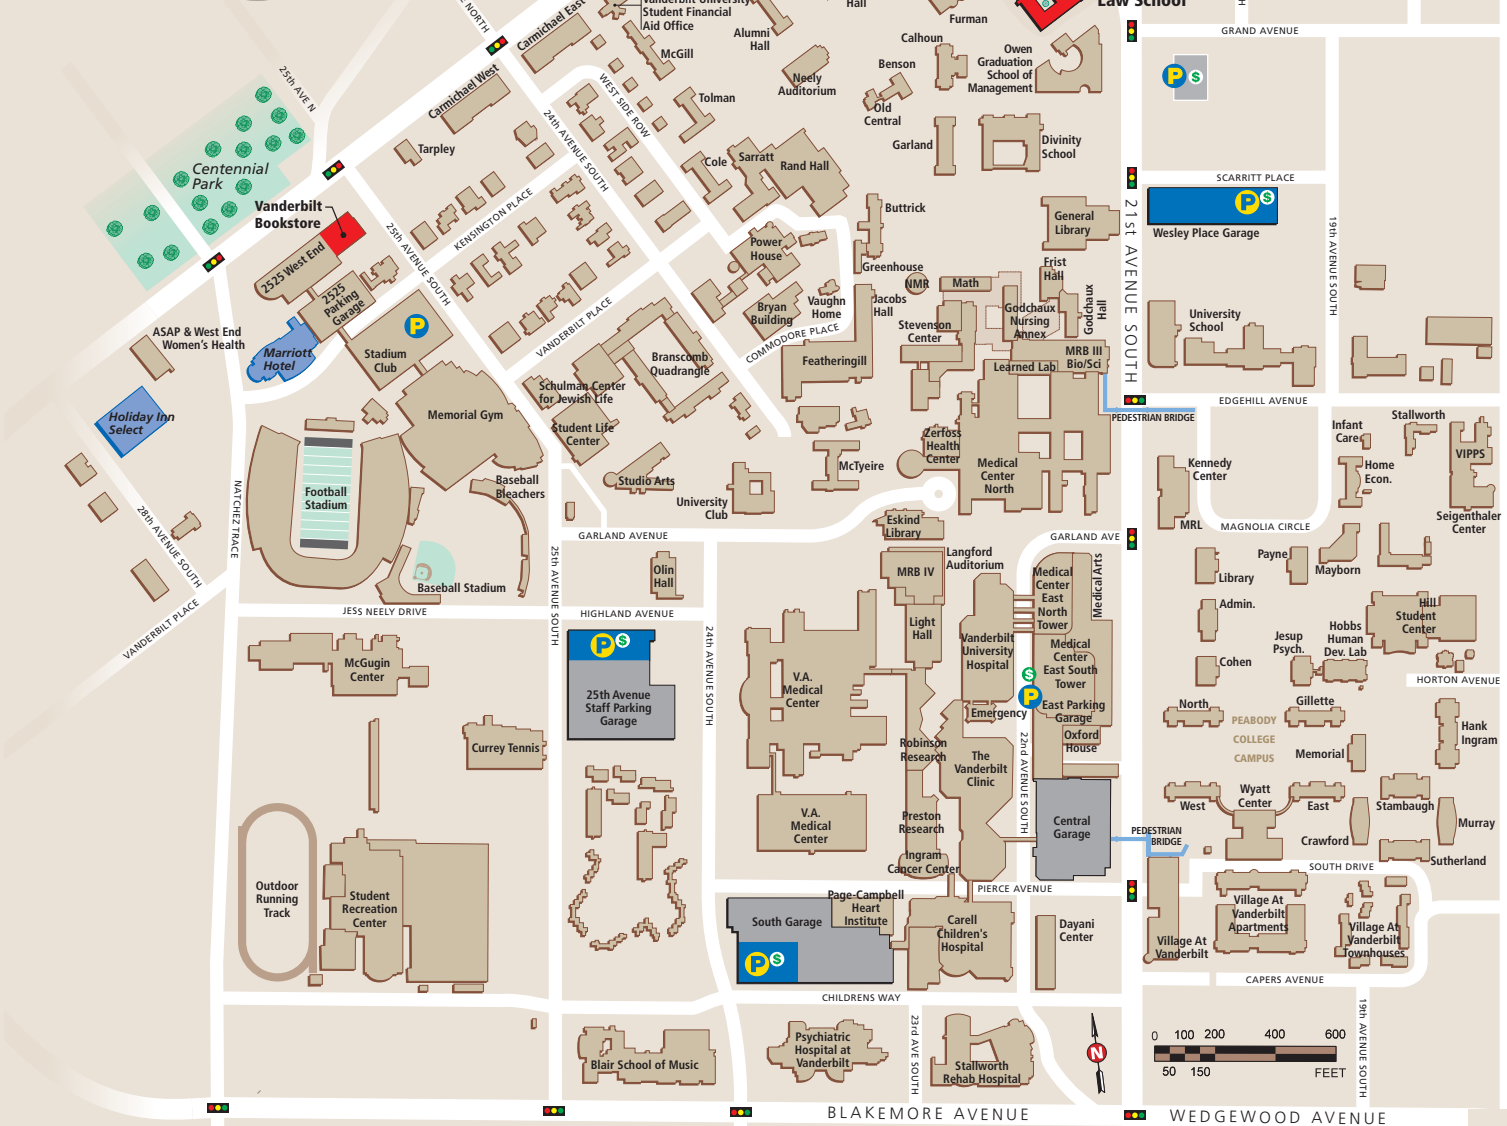 Vanderbilt University
Student Financial
Aid Office
Hall
Furman
Law School
Carmichael East
Alumni
Hall
McGill
Calhoun
Owen
Graduation
School of
Management
GRAND AVENUE
25th AVE N
Carmichael West
WEST SIDE ROW
Neely
Auditorium
Benson
P $
Tolman
Old
Central
24th AVENUE SOUTH
Tarpley
Garland
Divinity
School
Centennial
Park
Cole
Sarratt
Rand Hall
SCARRITT PLACE
Vanderbilt
Bookstore
KENSINGTON PLACE
Buttrick
General
Library
21st AVENUE SOUTH
P $
Wesley Place Garage
19th AVENUE SOUTH
25th AVENUE SOUTH
Power
House
2525 West End
2525
Parking
Garage
Greenhouse
NMR
Math
Frist
Hall
Godchaux
Hall
Bryan
Building
Vaughn
Home
Jacobs
Hall
Godchaux
Nursing
Annex
University
School
ASAP & West End
Women's Health
P
VANDERBILT PLACE
COMMODORE PLACE
Stevenson
Center
Marriott
Hotel
Stadium
Club
Branscomb
Quadrangle
Featheringill
Learned Lab
MRB III
Bio/Sci
Schulman Center
for Jewish Life
EDGEHILL AVENUE
PEDESTRIAN BRIDGE
Holiday Inn
Select
Memorial Gym
Student Life
Center
Zerfoss
Health
Center
Infant
Care
Stallworth
VIPPS
McTyeire
Medical
Center
North
Kennedy
Center
Home
Econ.
Football
Stadium
Baseball
Bleachers
Studio Arts
University
Club
Seigenthaler
Center
28th AVENUE SOUTH
NATCHEZ TRACE
Eskind
Library
MRL
MAGNOLIA CIRCLE
GARLAND AVENUE
GARLAND AVE
25th AVENUE SOUTH
Langford
Auditorium
MRB IV
Olin
Hall
Medical
Center
East
North
Tower
Medical Arts
Payne
Mayborn
Library
Baseball Stadium
JESS NEELY DRIVE
HIGHLAND AVENUE
Admin.
Hill
Student
Center
VANDERBILT PLACE
24th AVENUE SOUTH
Light
Hall
Vanderbilt
University
Hospital
Medical
Center
East South
Tower
Jesup
Psych.
Hobbs
Human
Dev. Lab
P $
McGugin
Center
V.A.
Medical
Center
$
P
Cohen
HORTON AVENUE
25th Avenue
Staff Parking
Garage
Emergency
East Parking
Garage
North
Gillette
Oxford
House
PEABODY
COLLEGE
CAMPUS
Hank
Ingram
Currey Tennis
Robinson
Research
The
Vanderbilt
Clinic
22nd AVENUE SOUTH
Memorial
V.A.
Medical
Center
Preston
Research
Central
Garage
West
Wyatt
Center
East
Stambaugh
Murray
PEDESTRIAN
BRIDGE
Crawford
Sutherland
Ingram
Cancer Center
SOUTH DRIVE
Outdoor
Running
Track
Student
Recreation
Center
PIERCE AVENUE
Page-Campbell
Heart
Institute
South Garage
Carell
Children's
Hospital
Dayani
Center
Village At
Vanderbilt
Village At
Vanderbilt
Apartments
Village At
Vanderbilt
Townhouses
P $
CAPERS AVENUE
CHILDRENS WAY
23rd AVE SOUTH
19th AVENUE SOUTH
Blair School of Music
Psychiatric
Hospital at
Vanderbilt
Stallworth
Rehab Hospital
N
0 100 200 400 600
50 150 FEET
BLAKEMORE AVENUE
WEDGEWOOD AVENUE